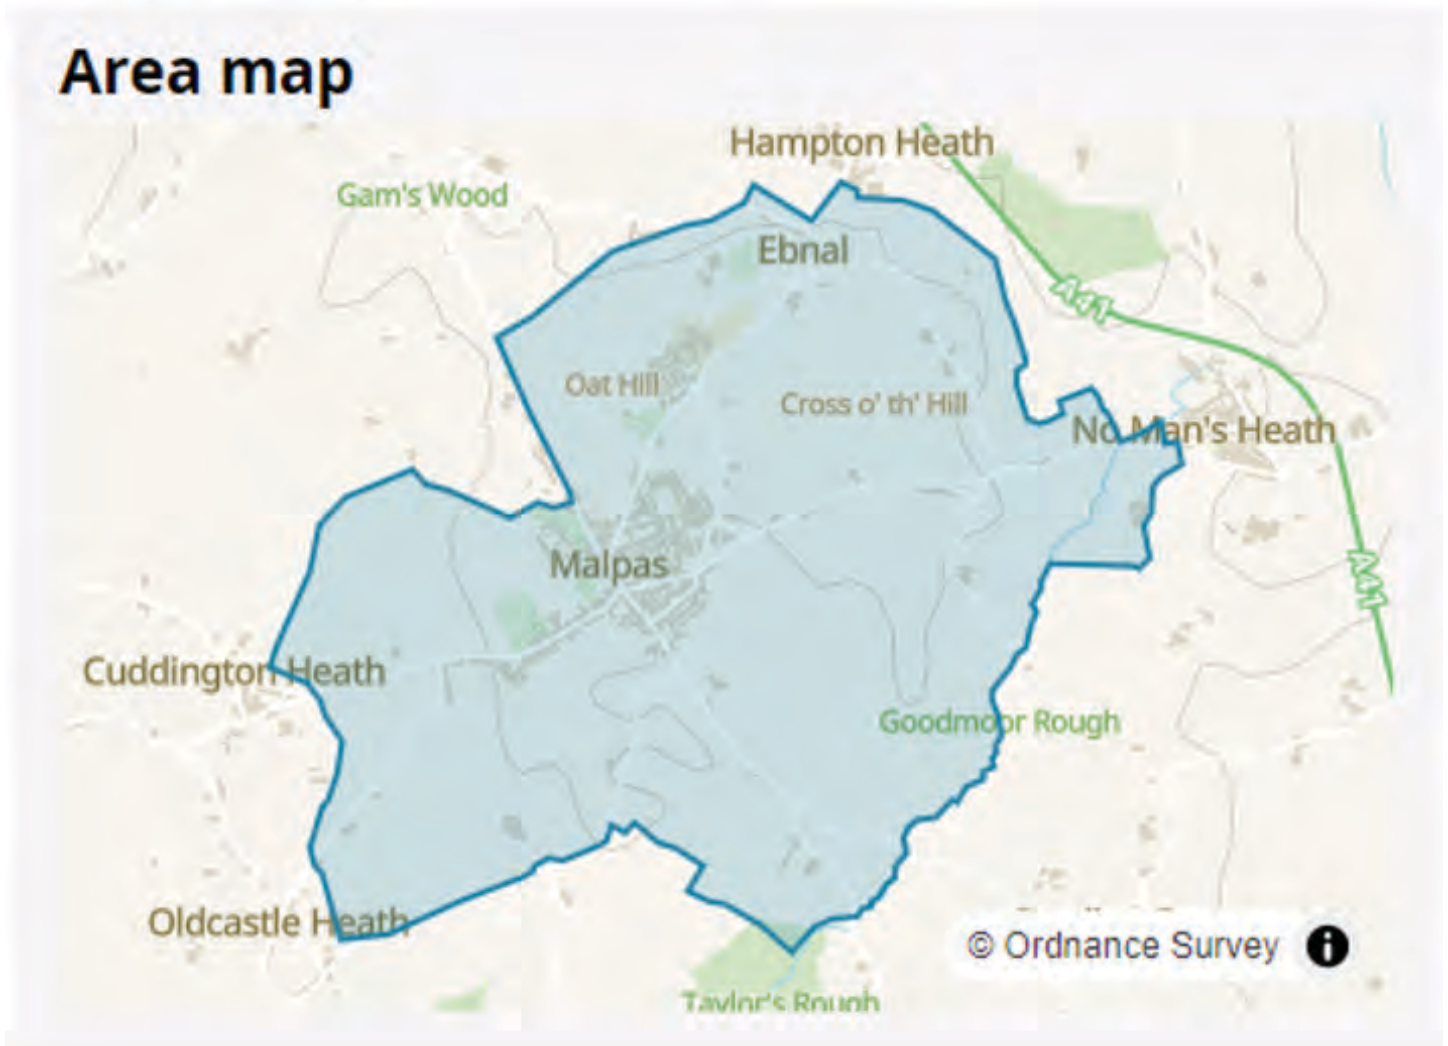 Area map
Hampton Heath
Gam's Wood
Ebnal
A41
Oat Hill
Cross o' th' Hill
No Man's Heath
Malpas
A41
Cuddington Heath
Goodmoor Rough
Oldcastle Heath
© Ordnance Survey
Taylor's Rough